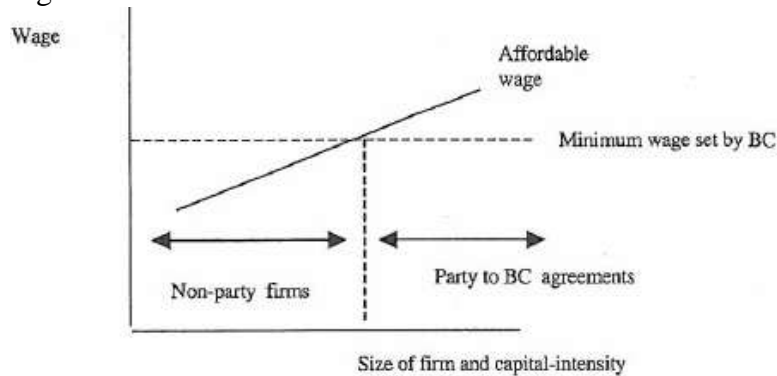 Wage
Affordable
wage
Minimum wage set by BC
Non-party firms
Party to BC agreements
Size of firm and capital-intensity